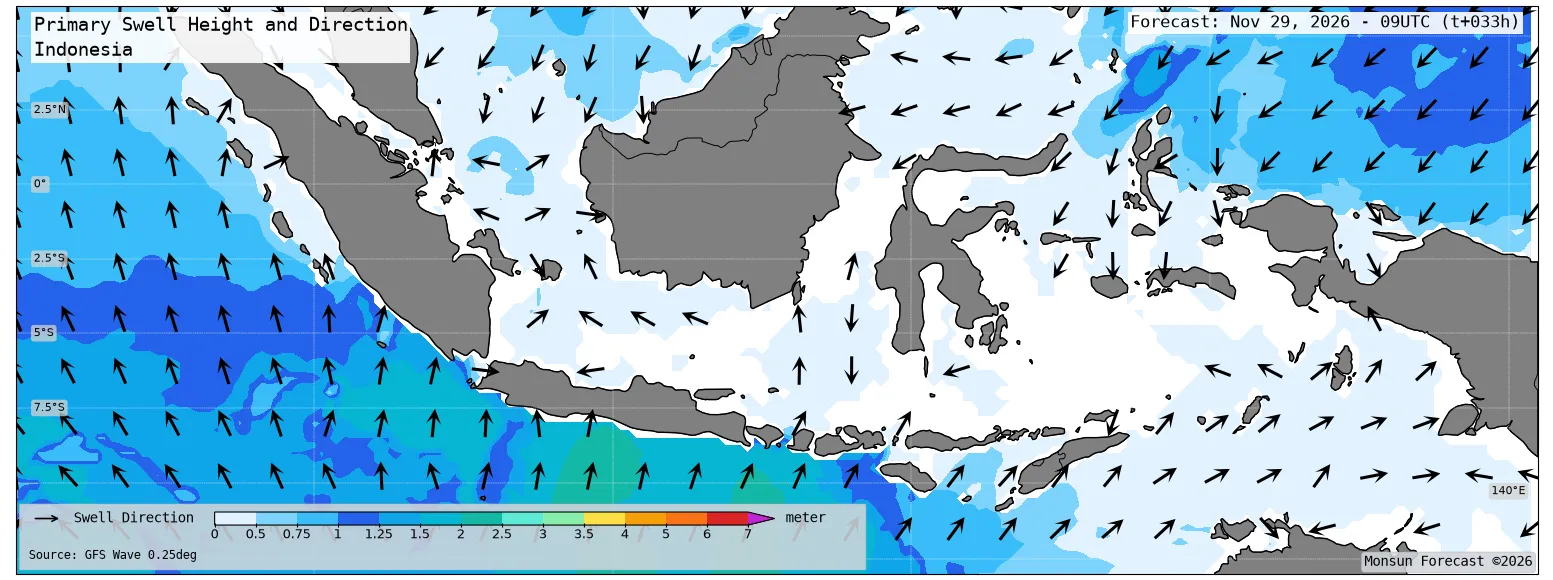 Primary Swell Height and Direction
Indonesia
Forecast: Nov 29, 2026 - 09UTC (t+033h)
2.5°N
0°
2.5°S
5°S
7.5°S
140°E
Swell Direction
0 0.5 0.75 1 1.25 1.5 2 2.5 3 3.5 4 5 6 7
meter
Source: GFS Wave 0.25deg
Monsun Forecast ©2026